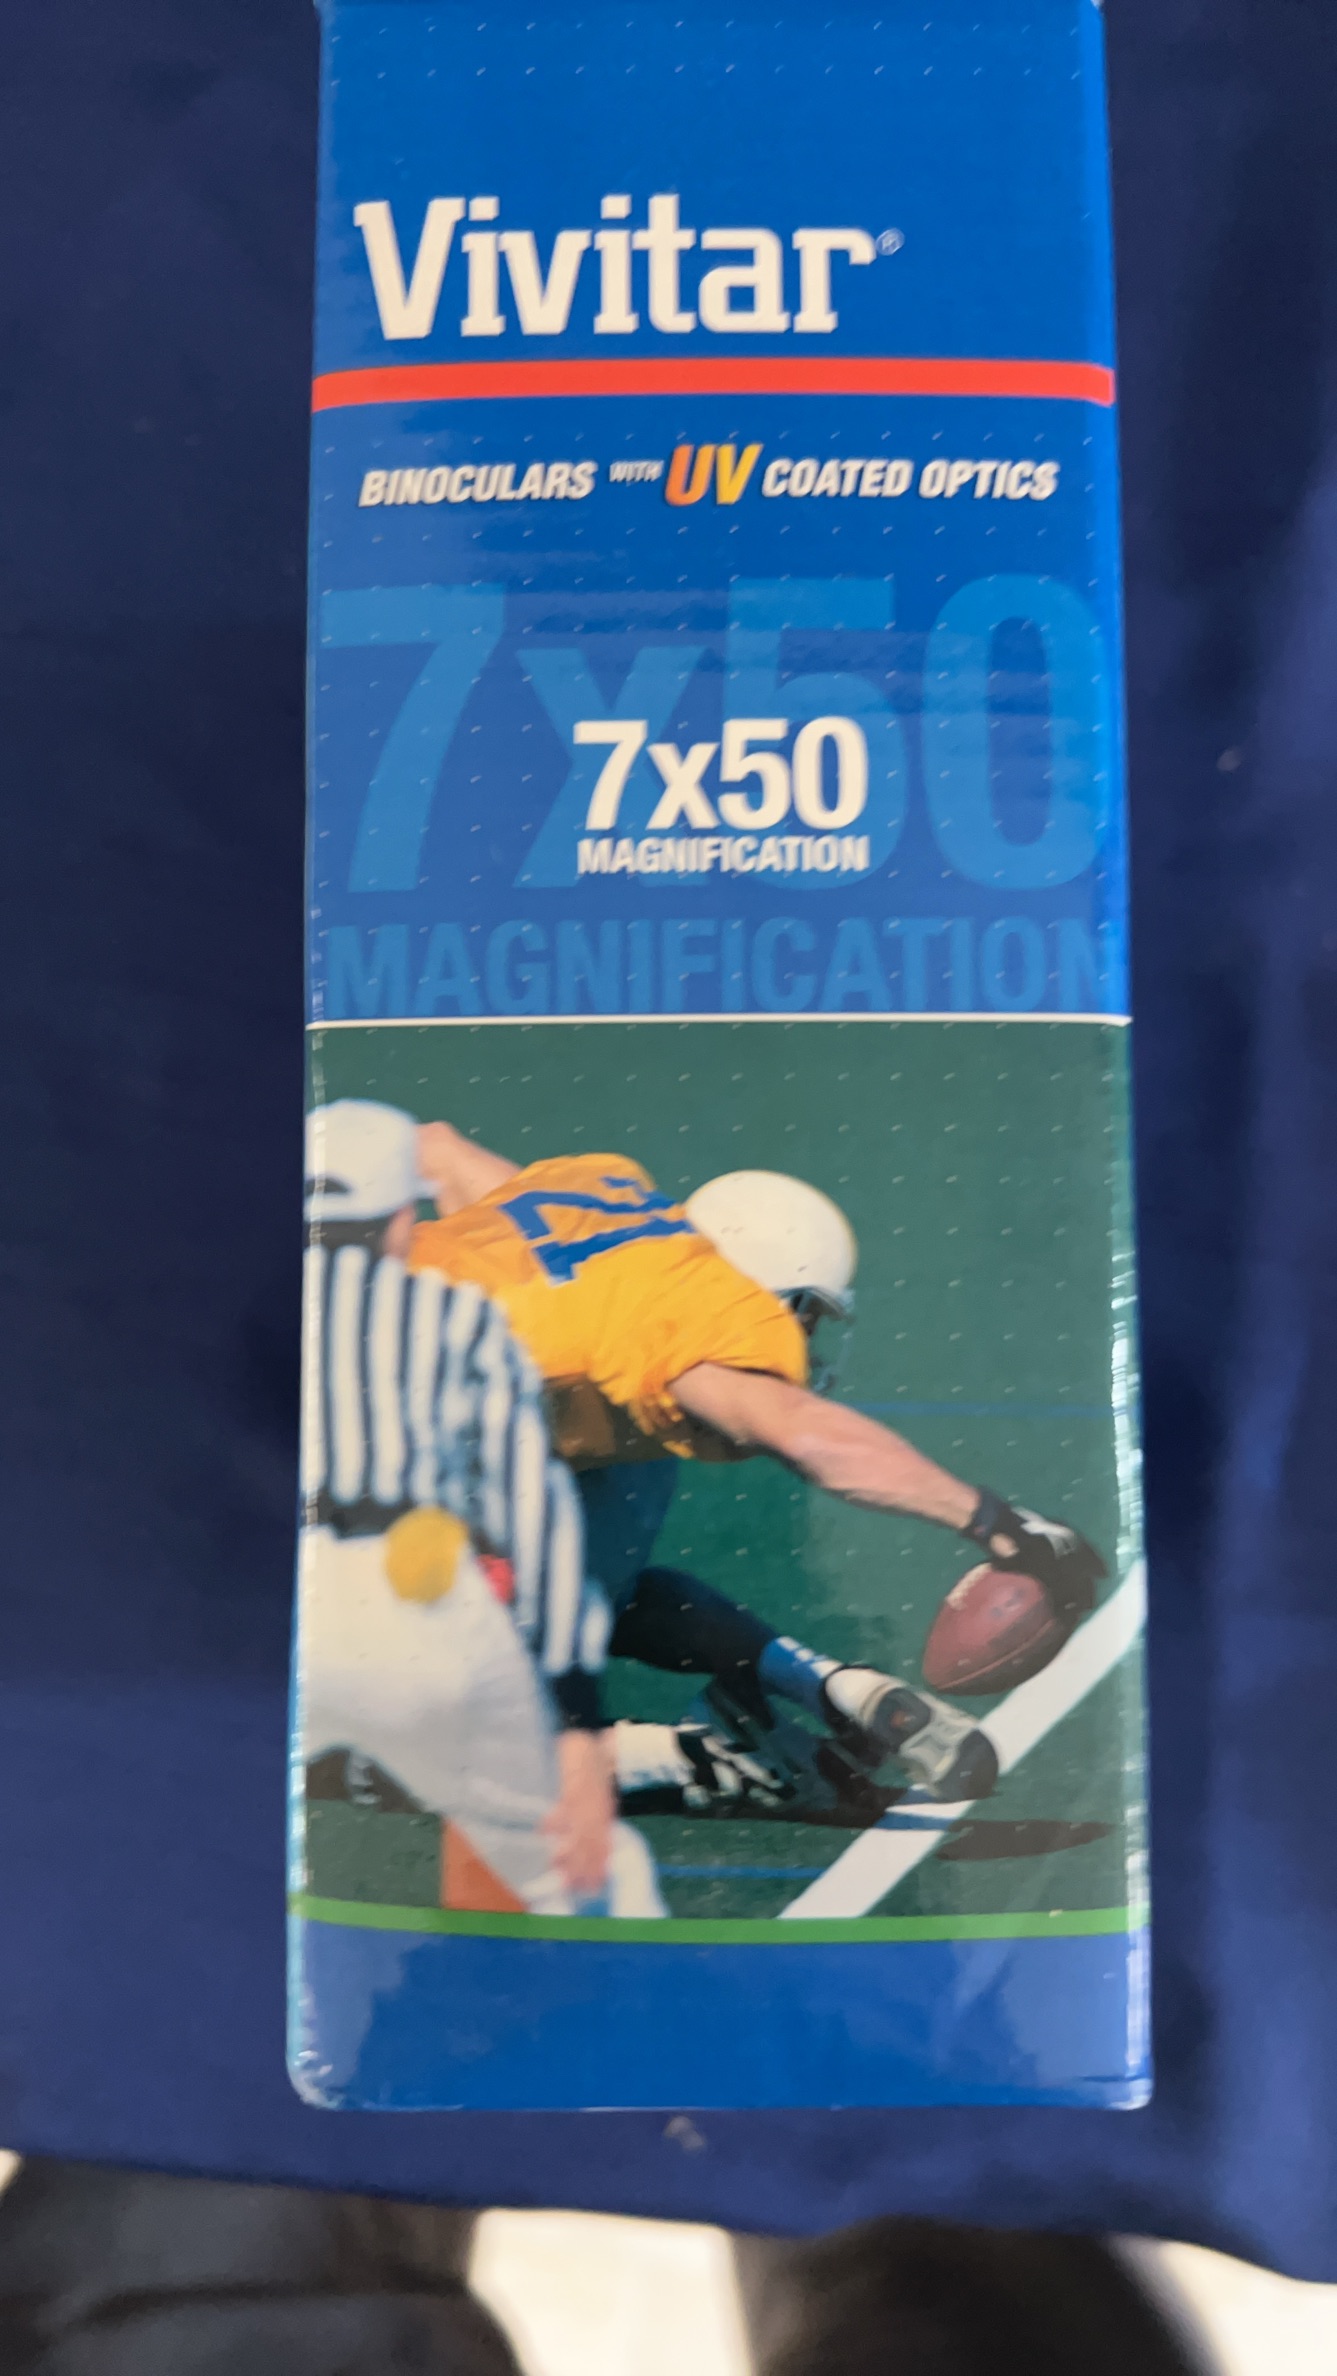 Vivitar®
BINOCULARS WITH UV COATED OPTICS
7x50
MAGNIFICATION
7x50
MAGNIFICATION